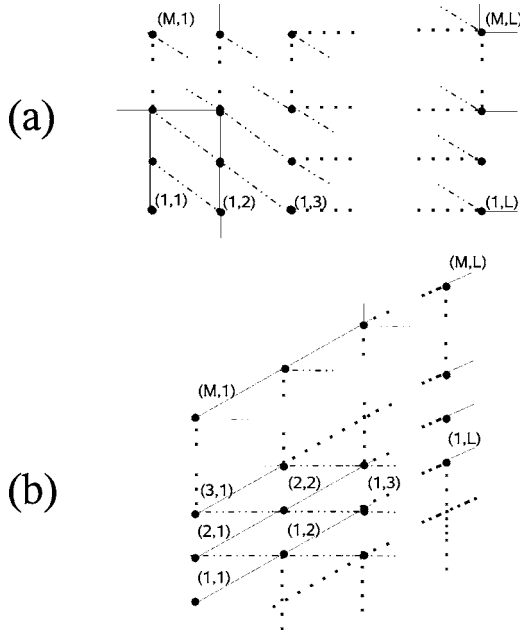 (M,1) (M,L)
(a)
(1,1) (1,2) (1,3) (1,L)
(M,L)
(M,1)
(1,L)
(b)
(3,1) (2,2) (1,3)
(2,1) (1,2)
(1,1)